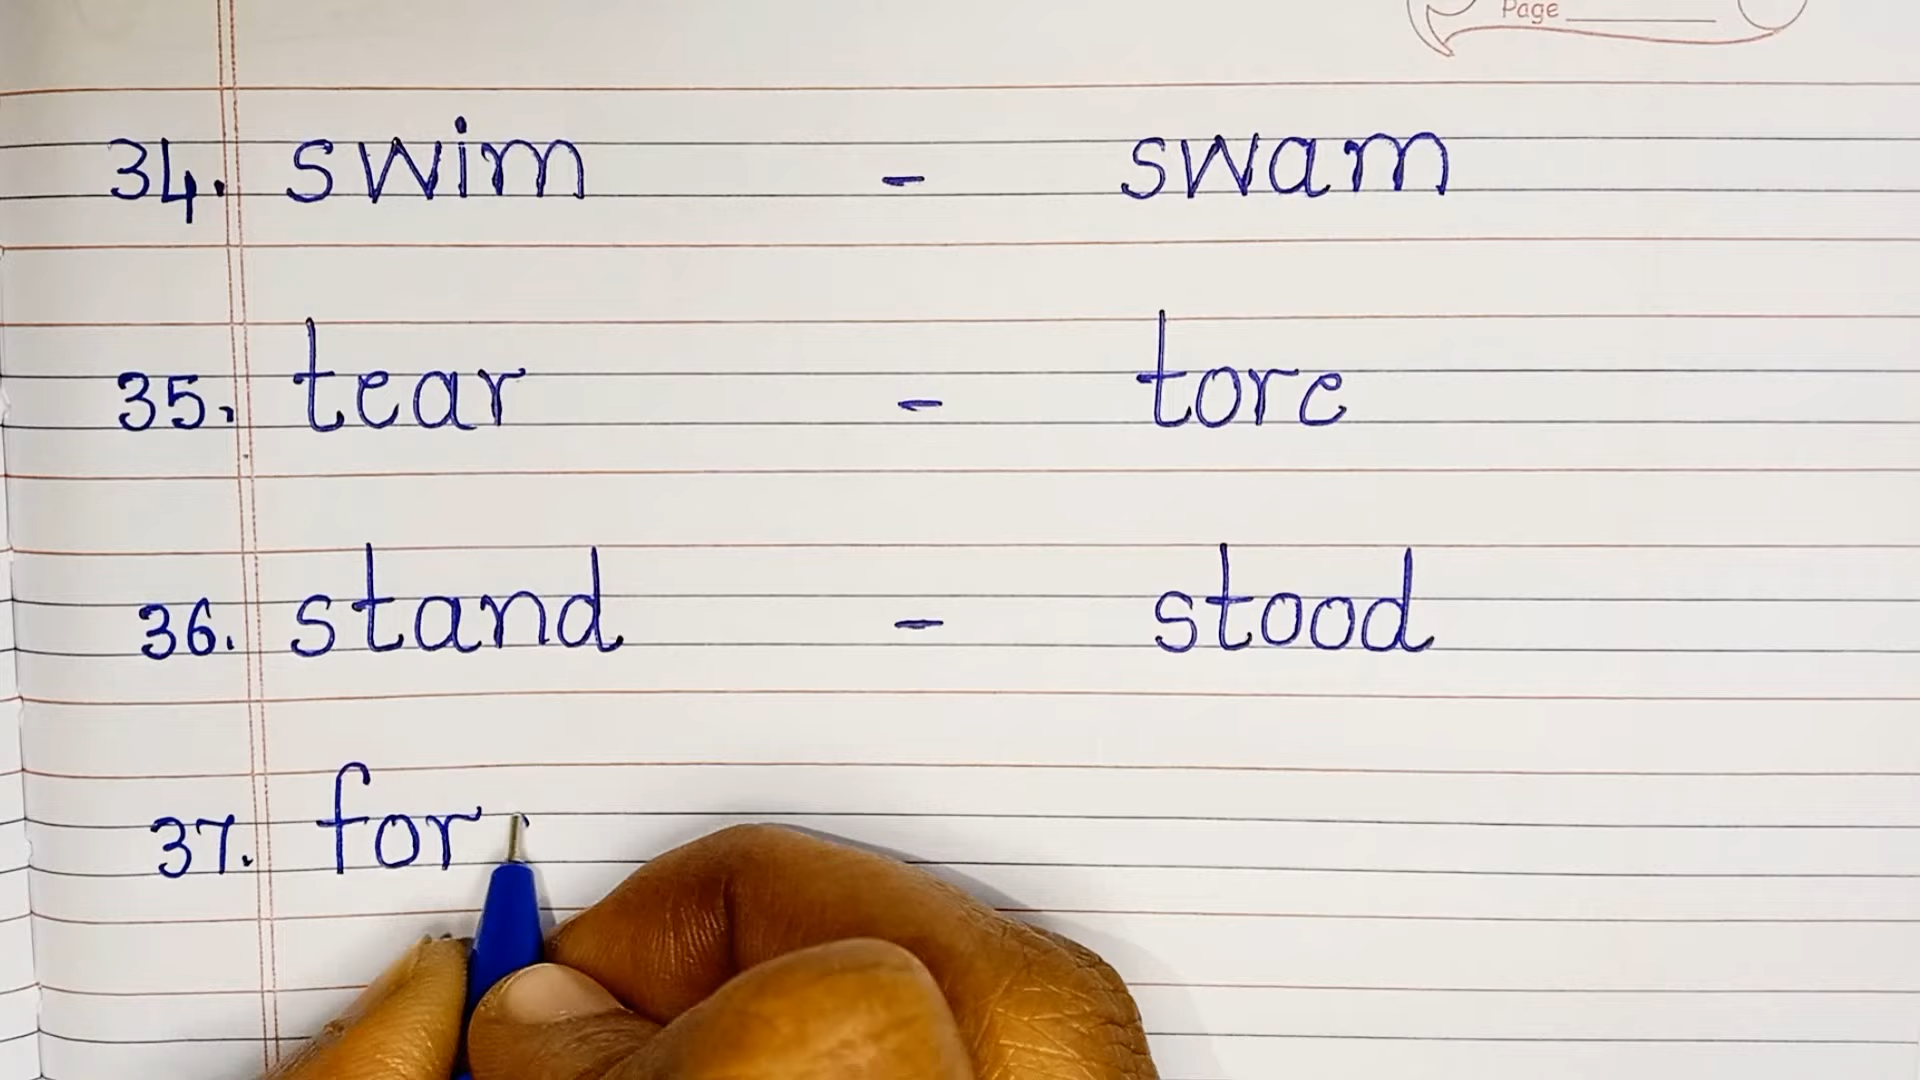 Page
34. swim - swam
35. tear - tore
36. stand - stood
37. for